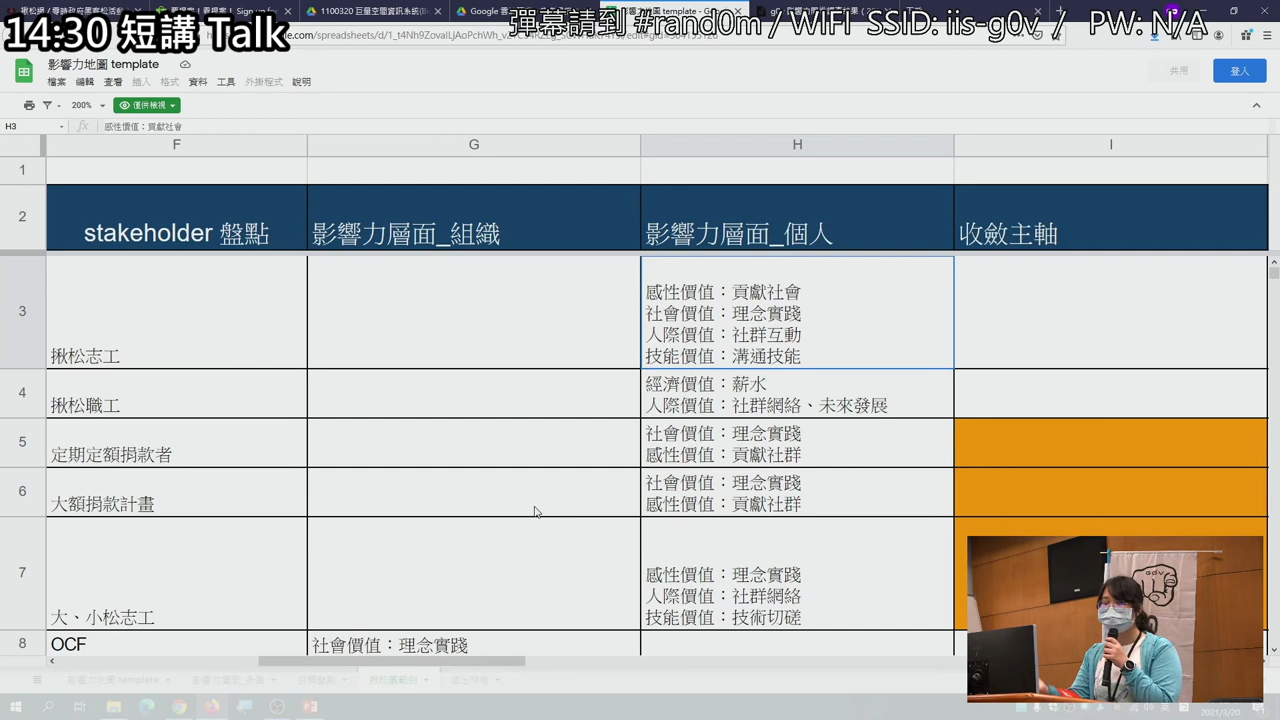 14:30 短講 Talk
彈幕請到 #rand0m / WiFi SSID: iis-g0v / PW: N/A
影響力地圖 template
檔案 編輯 查看 插入 格式 資料 工具 外掛程式 說明
共用
登入
200%
僅供檢視
H3
感性價值：貢獻社會
F G H I
1
2 stakeholder 盤點 影響力層面_組織 影響力層面_個人 收斂主軸
感性價值：貢獻社會
社會價值：理念實踐
人際價值：社群互動
3 揪松志工 技能價值：溝通技能
經濟價值：薪水
4 揪松職工 人際價值：社群網絡、未來發展
社會價值：理念實踐
5 定期定額捐款者 感性價值：貢獻社群
社會價值：理念實踐
6 大額捐款計畫 感性價值：貢獻社群
感性價值：理念實踐
人際價值：社群網絡
7 大、小松志工 技能價值：技術切磋
8 OCF 社會價值：理念實踐
影響力地圖 template
2021/3/20